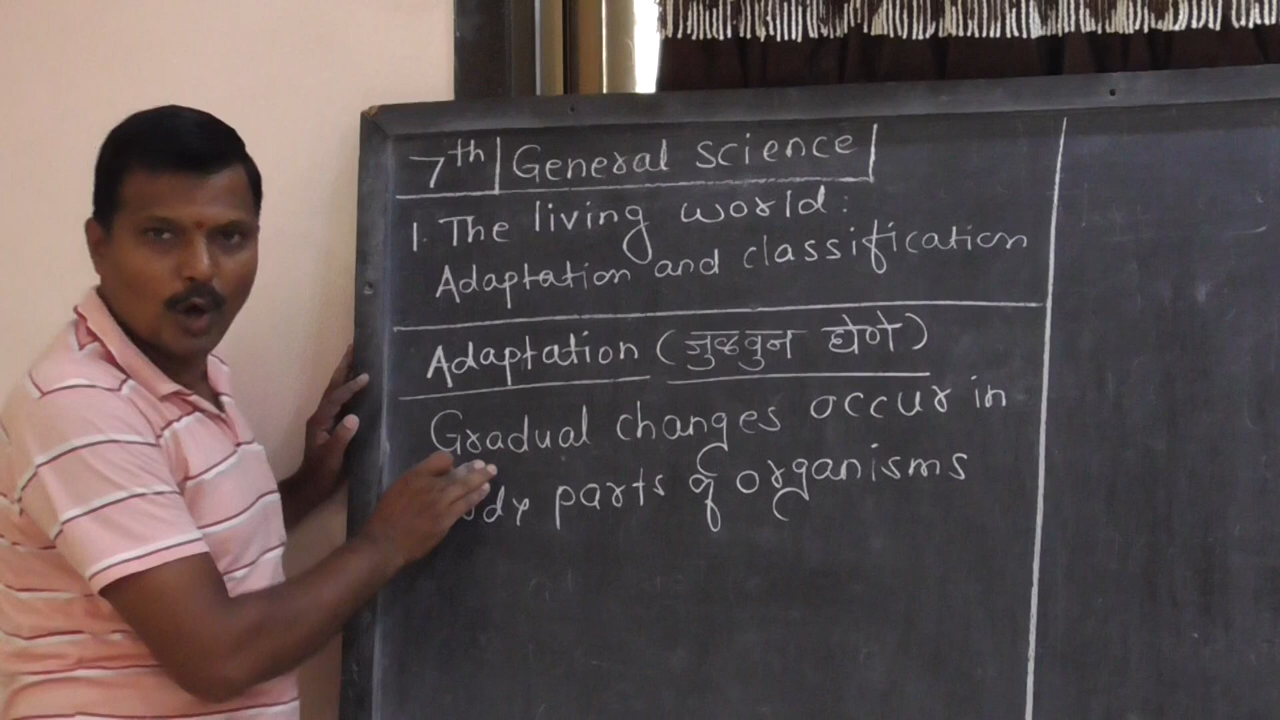 7th General science
1. The living world:
Adaptation and classification
Adaptation (जुळवुन घेणे)
Gradual changes occur in
parts of organisms